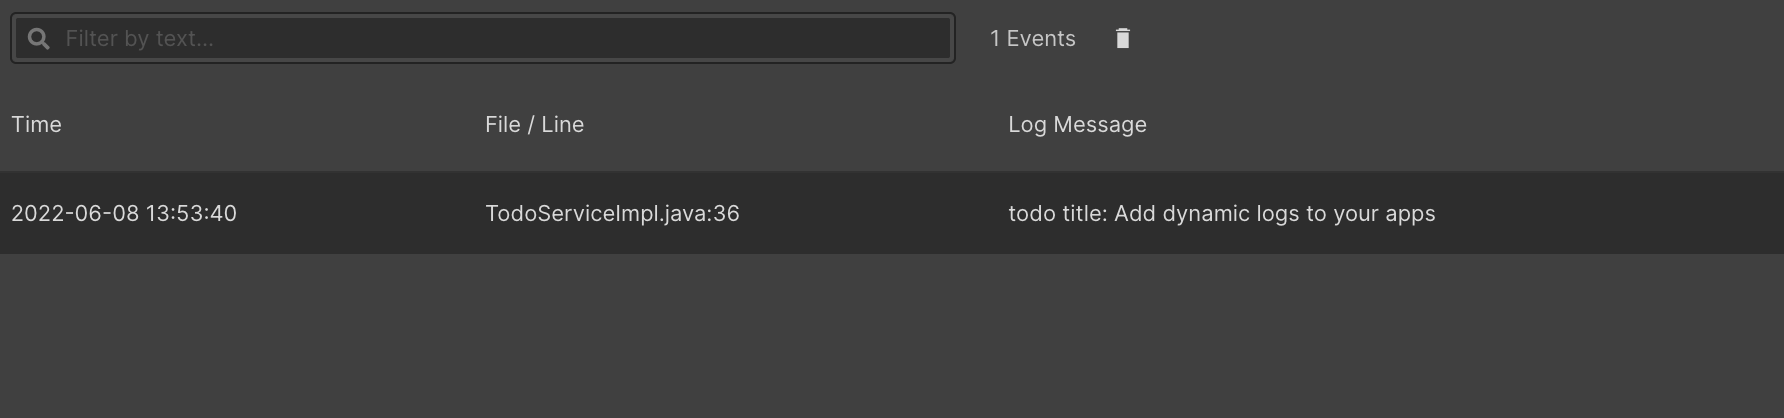 Filter by text...
1 Events
Time File / Line Log Message
2022-06-08 13:53:40 TodoServiceImpl.java:36 todo title: Add dynamic logs to your apps